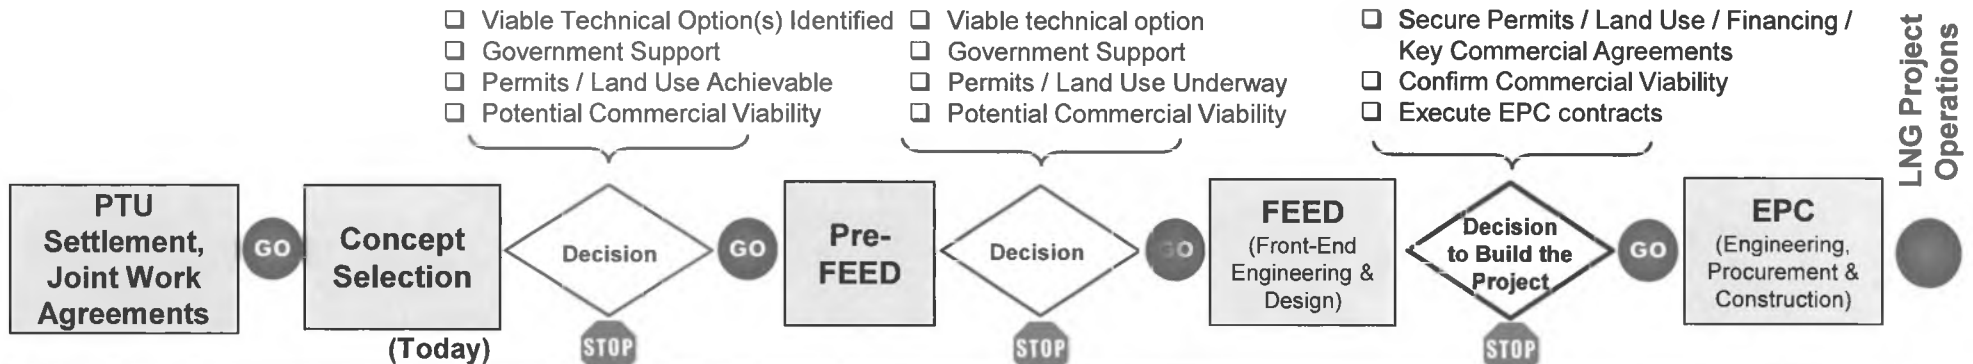 ❑ Viable Technical Option(s) Identified
❑ Government Support
❑ Permits / Land Use Achievable
❑ Potential Commercial Viability
❑ Viable technical option
❑ Government Support
❑ Permits / Land Use Underway
❑ Potential Commercial Viability
❑ Secure Permits / Land Use / Financing /
Key Commercial Agreements
❑ Confirm Commercial Viability
❑ Execute EPC contracts
LNG Project
Operations
PTU
Settlement,
Joint Work
Agreements
GO
Concept
Selection
(Today)
Decision
STOP
GO
Pre-
FEED
Decision
STOP
GO
FEED
(Front-End
Engineering &
Design)
Decision
to Build the
Project
STOP
GO
EPC
(Engineering,
Procurement &
Construction)